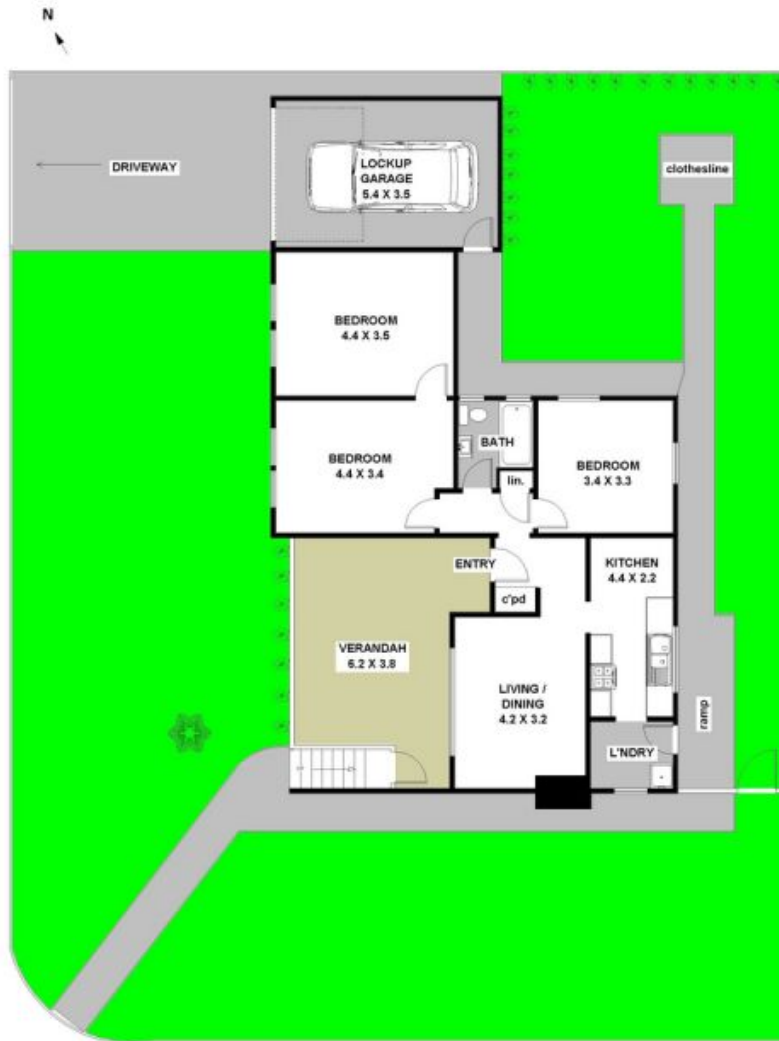 N
DRIVEWAY
LOCKUP
GARAGE
5.4 X 3.5
clothesline
BEDROOM
4.4 X 3.5
BEDROOM
4.4 X 3.4
BATH
lin.
BEDROOM
3.4 X 3.3
ENTRY
c'pd
KITCHEN
4.4 X 2.2
VERANDAH
6.2 X 3.8
LIVING /
DINING
4.2 X 3.2
ramp
L'NDRY